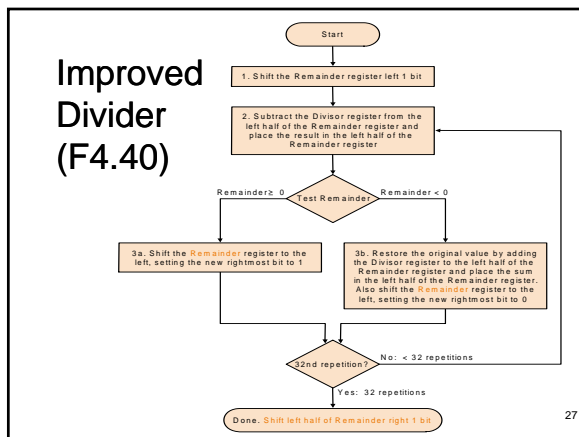 Improved
Divider
(F4.40)
Start
1. Shift the Remainder register left 1 bit
2. Subtract the Divisor register from the
left half of the Remainder register and
place the result in the left half of the
Remainder register
Remainder ≥ 0
Test Remainder
Remainder < 0
3a. Shift the Remainder register to the
left, setting the new rightmost bit to 1
3b. Restore the original value by adding
the Divisor register to the left half of the
Remainder register and place the sum
in the left half of the Remainder register.
Also shift the Remainder register to the
left, setting the new rightmost bit to 0
32nd repetition?
No: < 32 repetitions
Yes: 32 repetitions
Done. Shift left half of Remainder right 1 bit
27